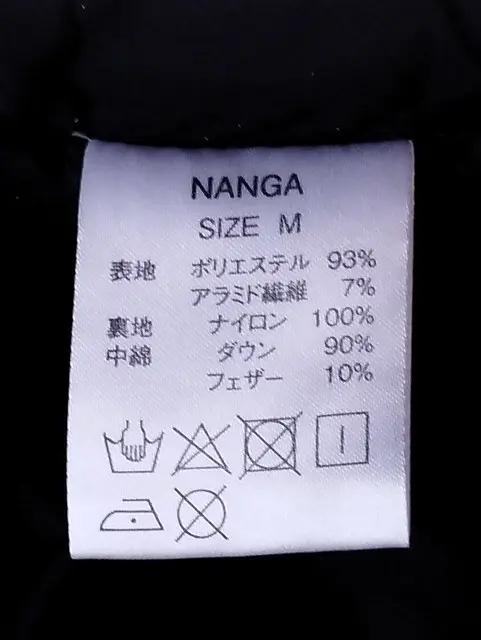 NANGA
SIZE M
表地 ポリエステル 93%
アラミド繊維 7%
裏地 ナイロン 100%
中綿 ダウン 90%
フェザー 10%